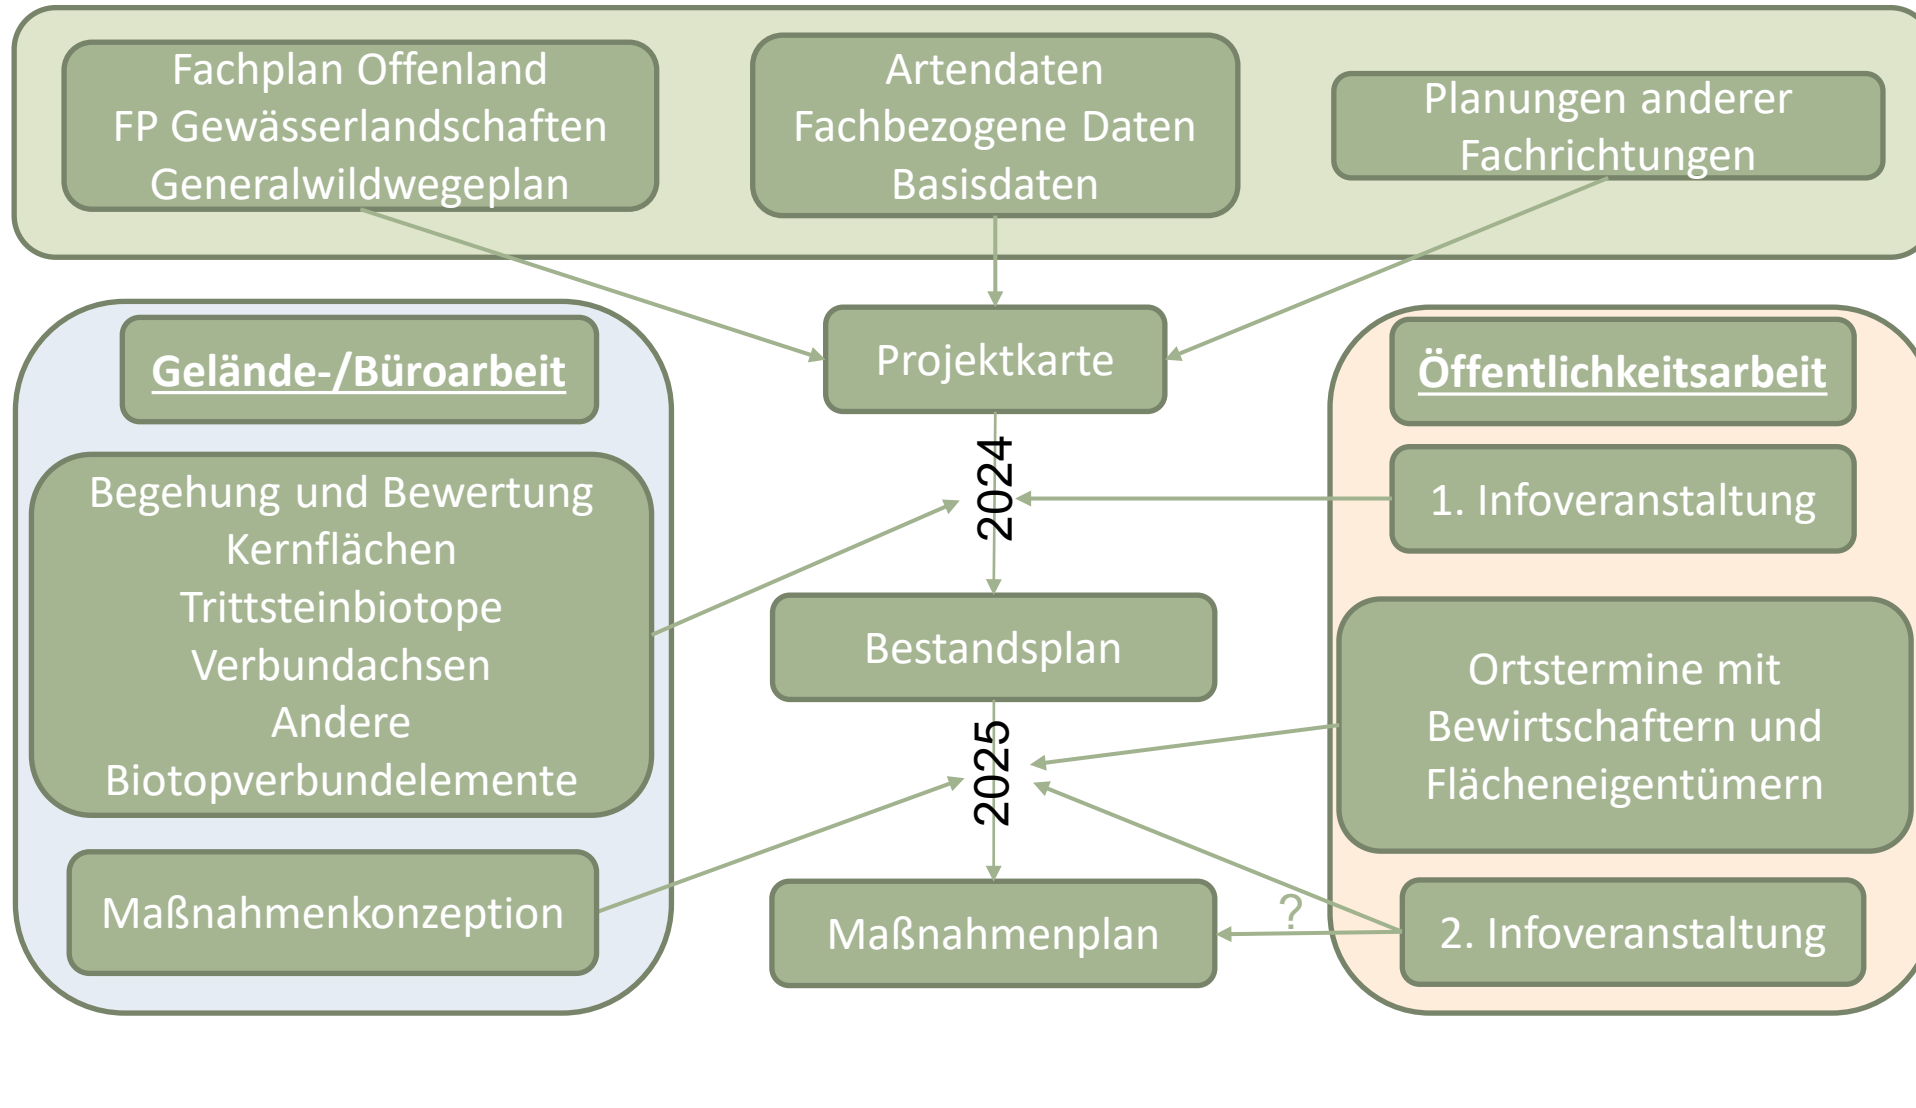 Fachplan Offenland
FP Gewässerlandschaften
Generalwildwegeplan
Artendaten
Fachbezogene Daten
Basisdaten
Planungen anderer
Fachrichtungen
Gelände-/Büroarbeit
Projektkarte
Öffentlichkeitsarbeit
Begehung und Bewertung
Kernflächen
Trittsteinbiotope
Verbundachsen
Andere
Biotopverbundelemente
2024
1. Infoveranstaltung
Bestandsplan
Ortstermine mit
Bewirtschaftern und
Flächeneigentümern
2025
Maßnahmenkonzeption
Maßnahmenplan
?
2. Infoveranstaltung